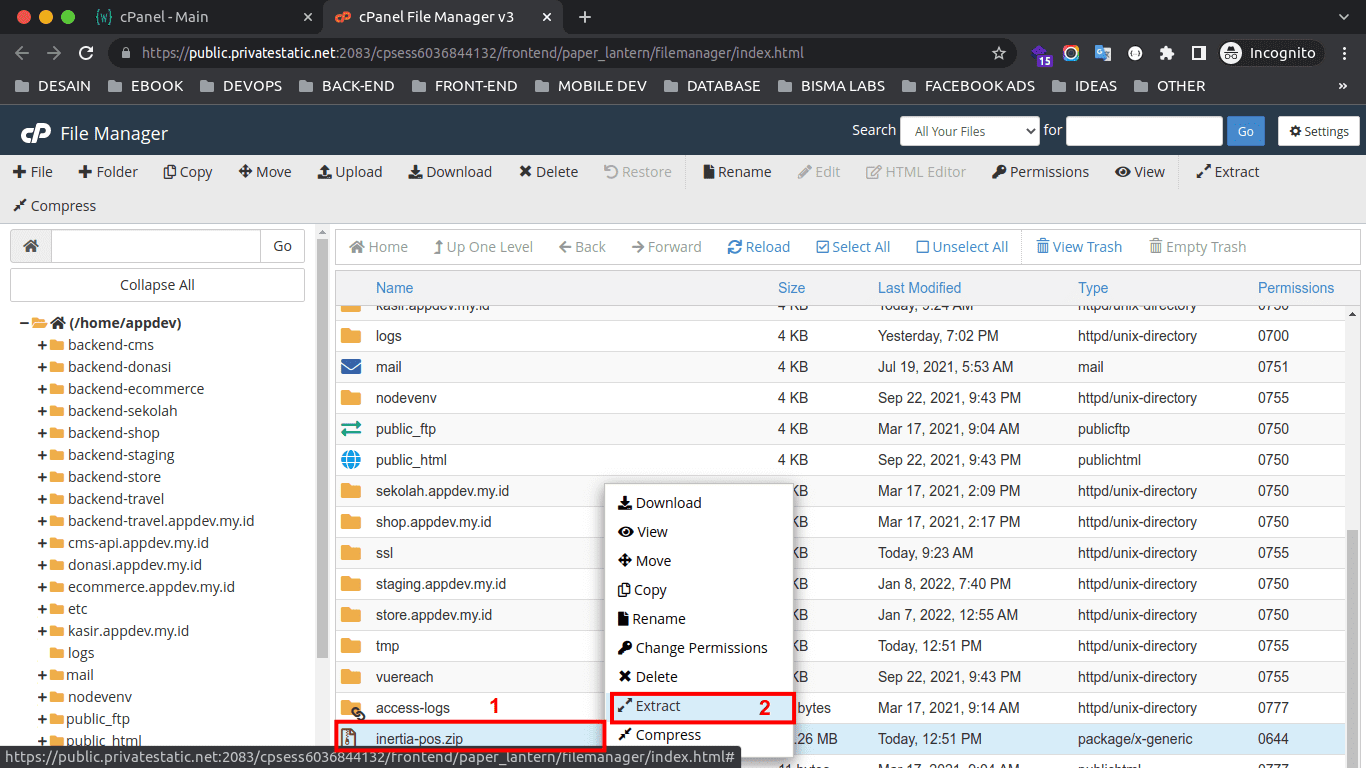 cPanel - Main
cPanel File Manager v3
https://public.privatestatic.net:2083/cpsess6036844132/frontend/paper_lantern/filemanager/index.html
15
Incognito
DESAIN EBOOK DEVOPS BACK-END FRONT-END MOBILE DEV DATABASE BISMA LABS FACEBOOK ADS IDEAS OTHER »
cP File Manager
Search All Your Files for Go Settings
File Folder Copy Move Upload Download Delete Restore Rename Edit HTML Editor Permissions View Extract
Compress
Go
Collapse All
(/home/appdev)
backend-cms
backend-donasi
backend-ecommerce
backend-sekolah
backend-shop
backend-staging
backend-store
backend-travel
backend-travel.appdev.my.id
cms-api.appdev.my.id
donasi.appdev.my.id
ecommerce.appdev.my.id
etc
kasir.appdev.my.id
logs
mail
nodevenv
public_ftp
public_html
Home Up One Level Back Forward Reload Select All Unselect All View Trash Empty Trash
Name Size Last Modified Type Permissions
kasir.appdev.my.id 4 KB Today, 9:24 AM httpd/unix-directory 0750
logs 4 KB Yesterday, 7:02 PM httpd/unix-directory 0700
mail 4 KB Jul 19, 2021, 5:53 AM mail 0751
nodevenv 4 KB Sep 22, 2021, 9:43 PM httpd/unix-directory 0755
public_ftp 4 KB Mar 17, 2021, 9:04 AM publicftp 0755
public_html 4 KB Sep 22, 2021, 9:43 PM publichtml 0750
sekolah.appdev.my.id KB Mar 17, 2021, 2:09 PM httpd/unix-directory 0750
shop.appdev.my.id KB Mar 17, 2021, 2:17 PM httpd/unix-directory 0750
ssl KB Today, 9:23 AM httpd/unix-directory 0755
staging.appdev.my.id KB Jan 8, 2022, 7:40 PM httpd/unix-directory 0750
store.appdev.my.id KB Jan 7, 2022, 12:55 AM httpd/unix-directory 0750
tmp KB Today, 12:51 PM httpd/unix-directory 0755
vuereach KB Sep 22, 2021, 9:43 PM httpd/unix-directory 0755
access-logs 1 bytes Mar 17, 2021, 9:14 AM httpd/unix-directory 0777
inertia-pos.zip .26 MB Today, 12:51 PM package/x-generic 0644
Download
View
Move
Copy
Rename
Change Permissions
Delete
Extract 2
Compress
https://public.privatestatic.net:2083/cpsess6036844132/frontend/paper_lantern/filemanager/index.html#